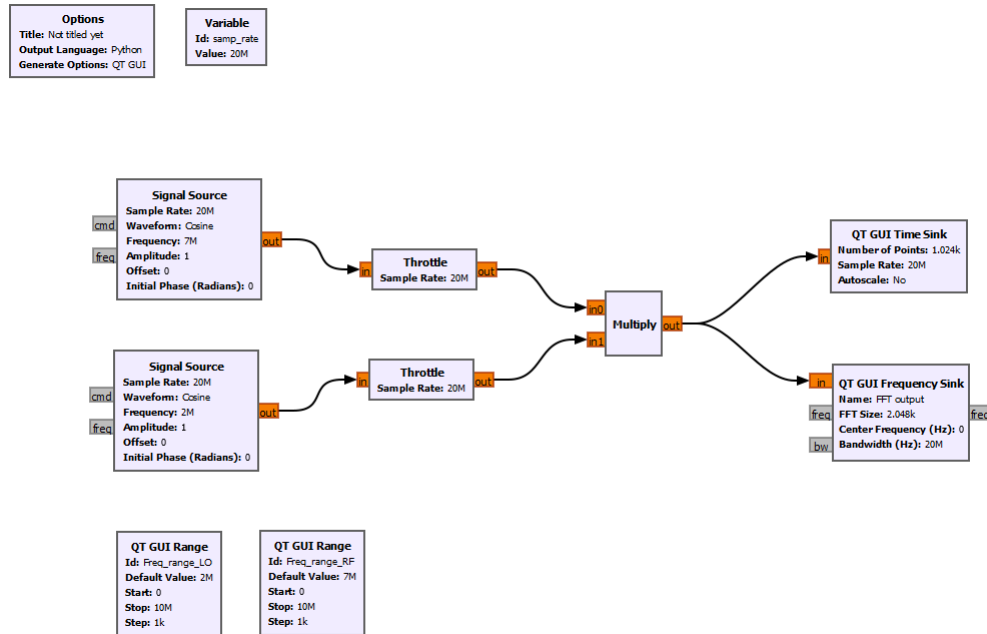 Options
Title: Not titled yet
Output Language: Python
Generate Options: QT GUI
Variable
Id: samp_rate
Value: 20M
Signal Source
Sample Rate: 20M
Waveform: Cosine
Frequency: 7M
Amplitude: 1
Offset: 0
Initial Phase (Radians): 0
cmd
freq
out
in
Throttle
Sample Rate: 20M
out
Signal Source
Sample Rate: 20M
Waveform: Cosine
Frequency: 2M
Amplitude: 1
Offset: 0
Initial Phase (Radians): 0
cmd
freq
out
in
Throttle
Sample Rate: 20M
out
in0
in1
Multiply
out
in
QT GUI Time Sink
Number of Points: 1.024k
Sample Rate: 20M
Autoscale: No
in
freq
bw
QT GUI Frequency Sink
Name: FFT output
FFT Size: 2.048k
Center Frequency (Hz): 0
Bandwidth (Hz): 20M
freq
QT GUI Range
Id: Freq_range_LO
Default Value: 2M
Start: 0
Stop: 10M
Step: 1k
QT GUI Range
Id: Freq_range_RF
Default Value: 7M
Start: 0
Stop: 10M
Step: 1k